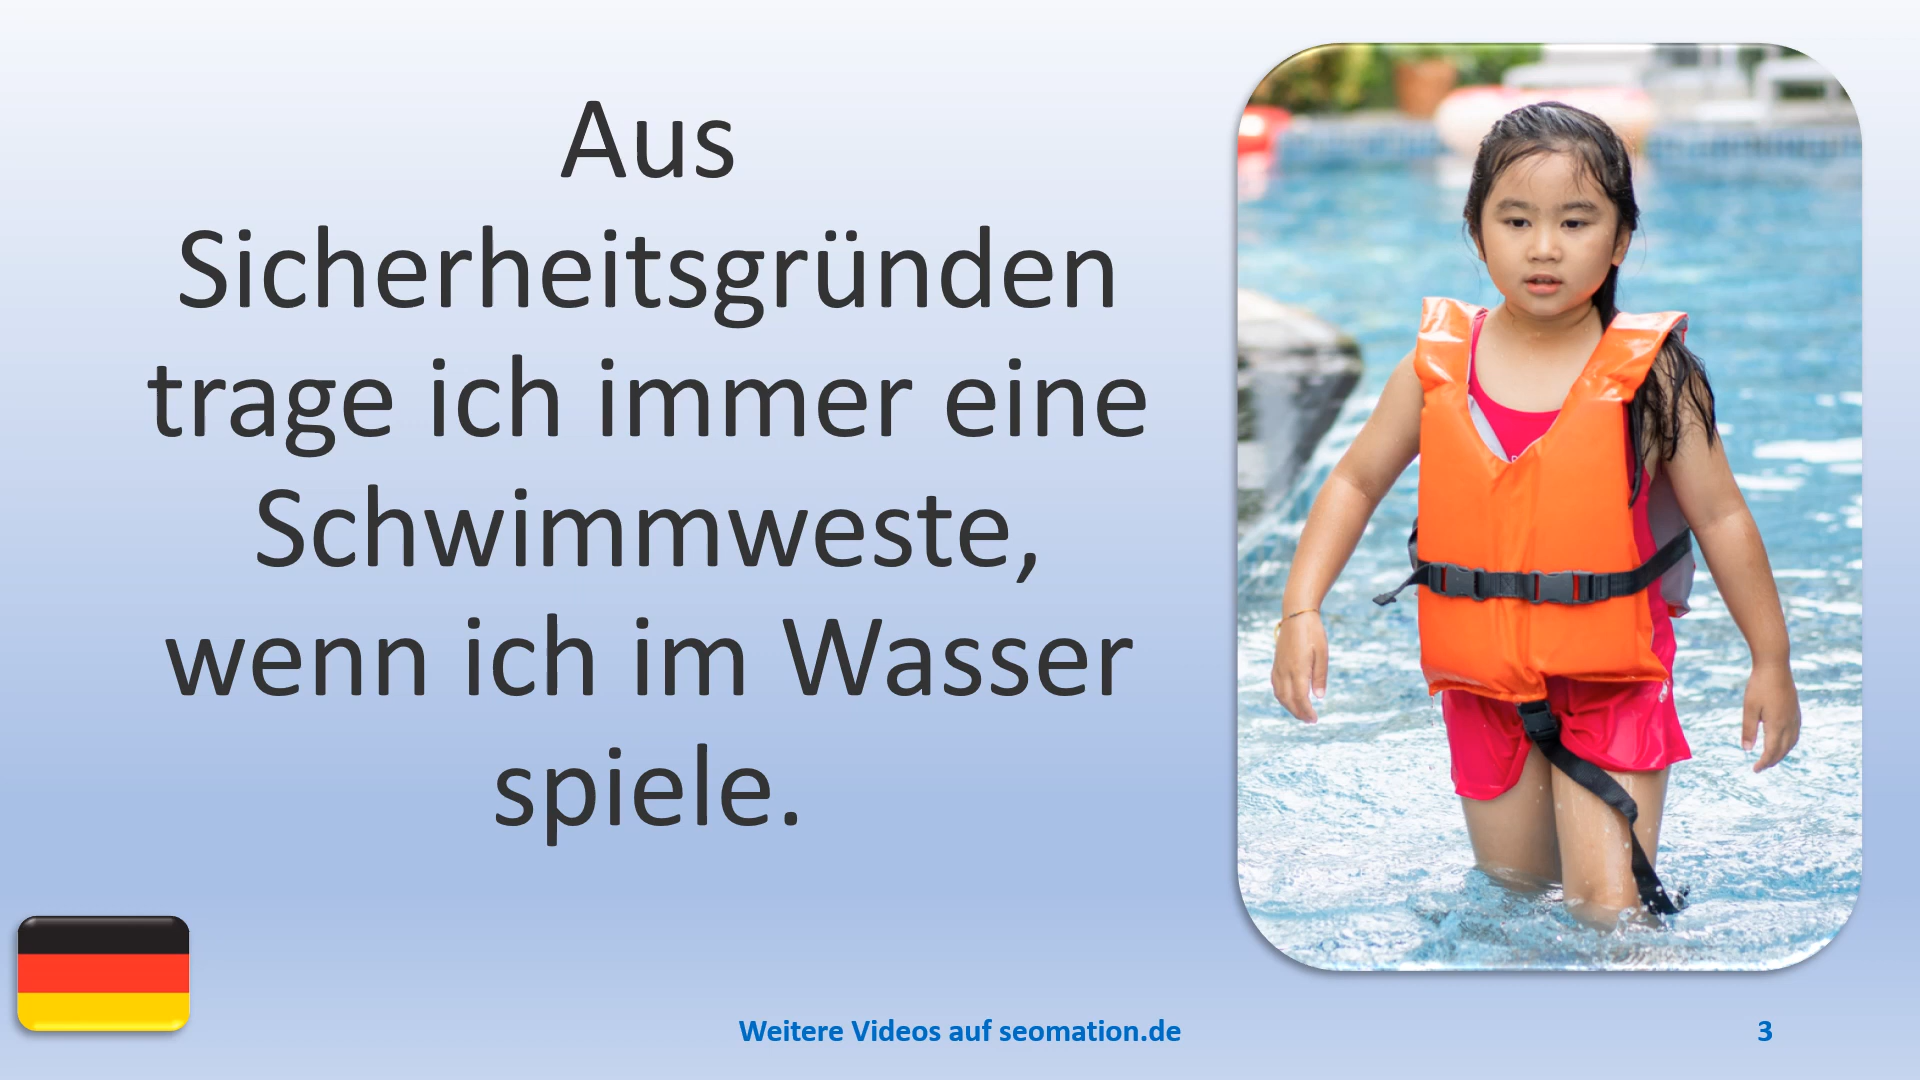 Aus
Sicherheitsgründen
trage ich immer eine
Schwimmweste,
wenn ich im Wasser
spiele.
Weitere Videos auf seomation.de
3